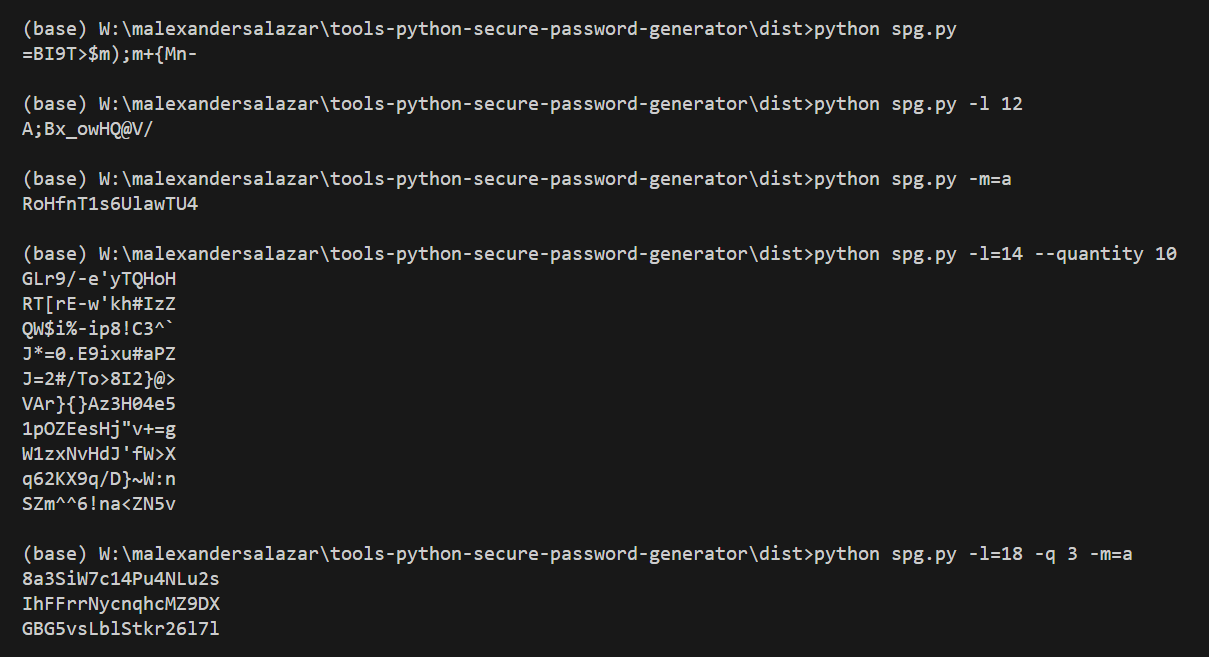 (base) W:\malexandersalazar\tools-python-secure-password-generator\dist>python spg.py
=BI9T>$m);m+{Mn-
(base) W:\malexandersalazar\tools-python-secure-password-generator\dist>python spg.py -l 12
A;Bx_owHQ@V/
(base) W:\malexandersalazar\tools-python-secure-password-generator\dist>python spg.py -m=a
RoHfnT1s6UlawTU4
(base) W:\malexandersalazar\tools-python-secure-password-generator\dist>python spg.py -l=14 --quantity 10
GLr9/-e'yTQHoH
RT[rE-w'kh#IzZ
QW$i%-ip8!C3^`
J*=0.E9ixu#aPZ
J=2#/To>8I2}@>
VAr}{}Az3H04e5
1pOZEesHj"v+=g
W1zxNvHdJ'fW>X
q62KX9q/D}~W:n
SZm^^6!na<ZN5v
(base) W:\malexandersalazar\tools-python-secure-password-generator\dist>python spg.py -l=18 -q 3 -m=a
8a3SiW7c14Pu4NLu2s
IhFFrrNycnqhcMZ9DX
GBG5vsLblStkr26l7l